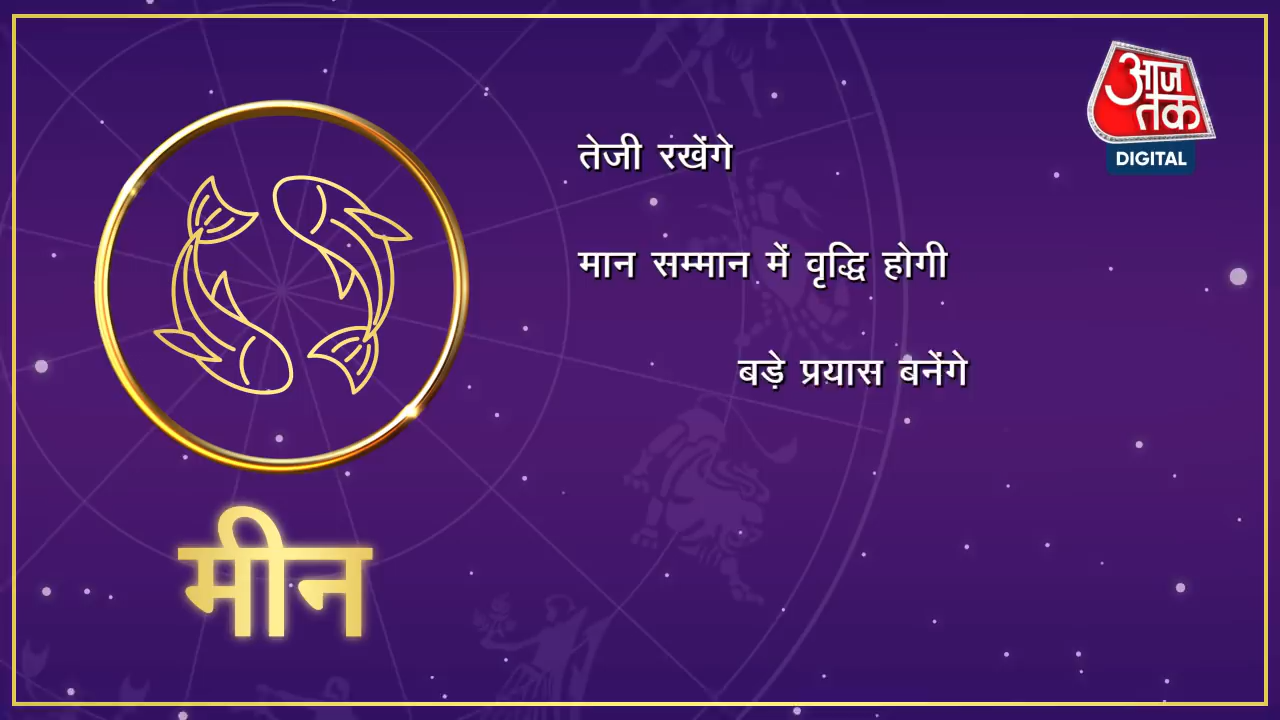 आज
तक
DIGITAL
तेजी रखेंगे
मान सम्मान में वृद्धि होगी
बड़े प्रयास बनेंगे
मीन